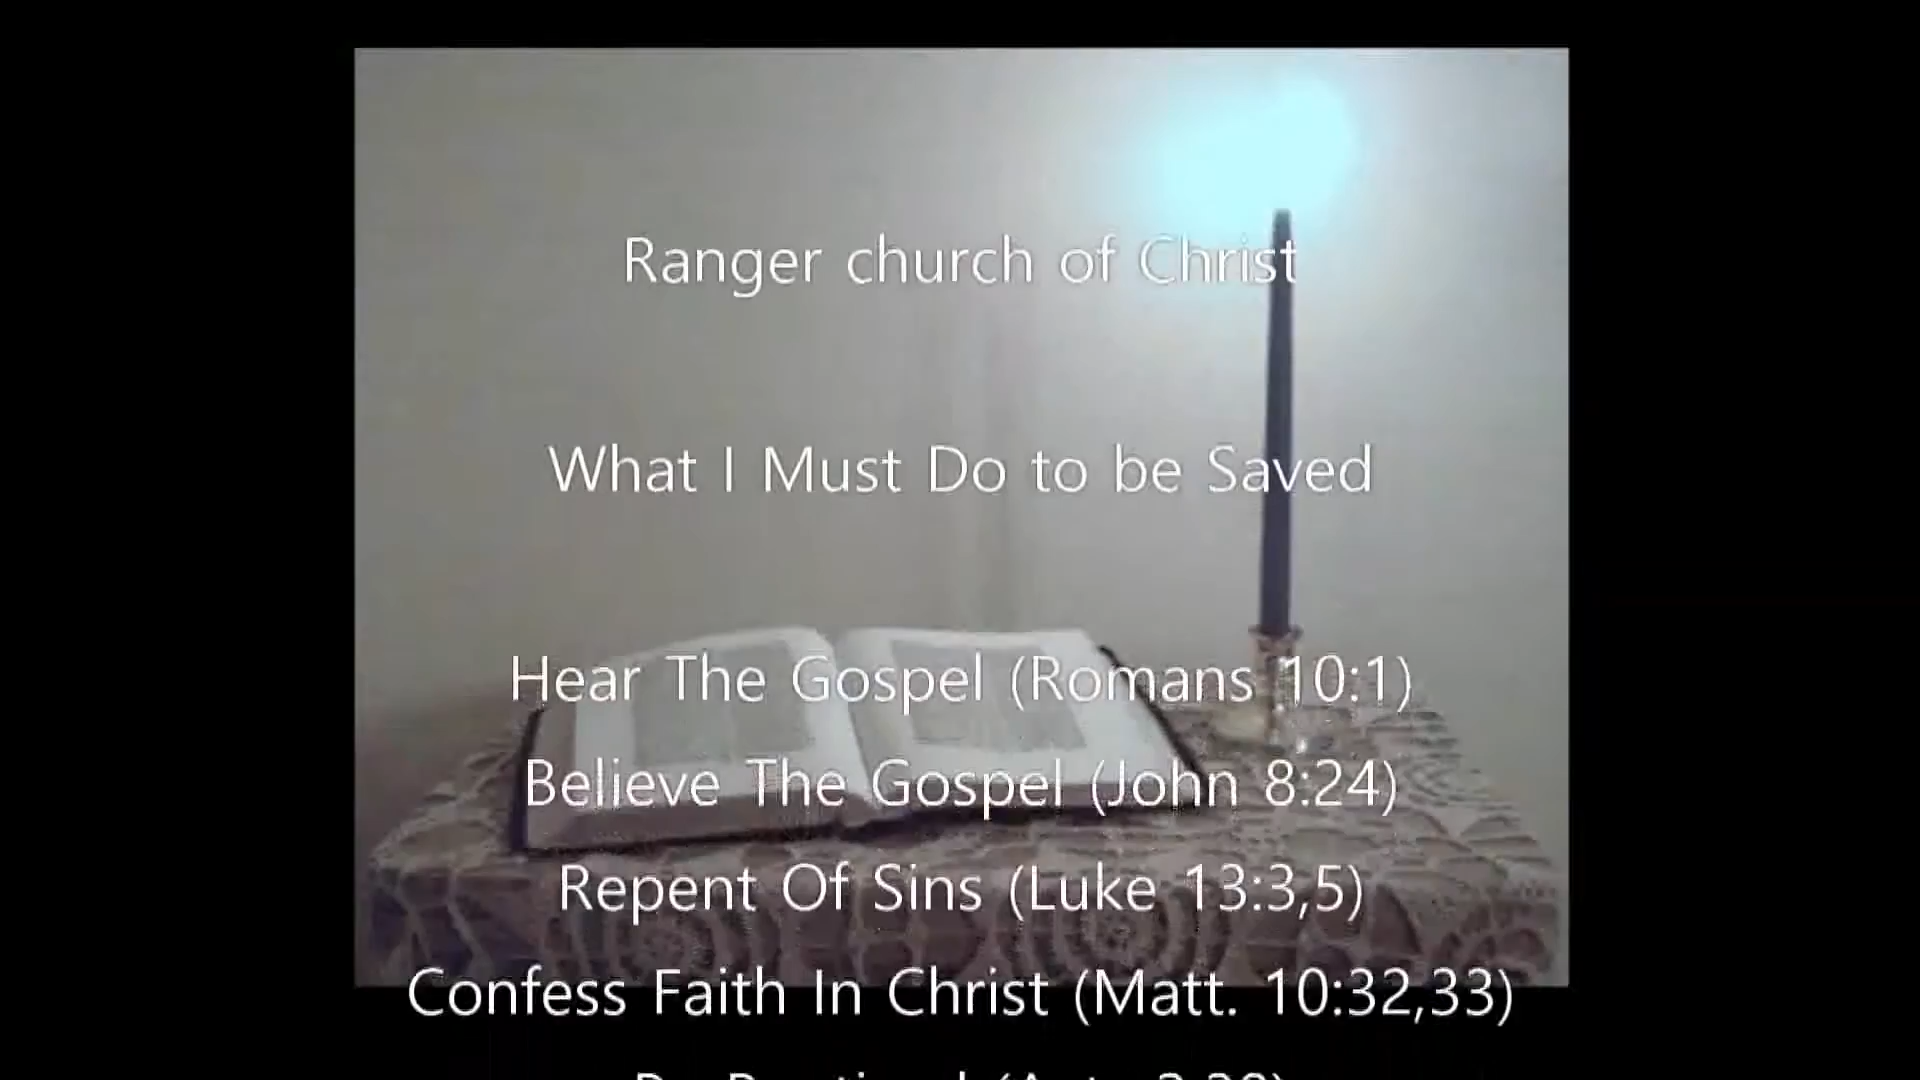 Ranger church of Christ
What I Must Do to be Saved
Hear The Gospel (Romans 10:1)
Believe The Gospel (John 8:24)
Repent Of Sins (Luke 13:3,5)
Confess Faith In Christ (Matt. 10:32,33)